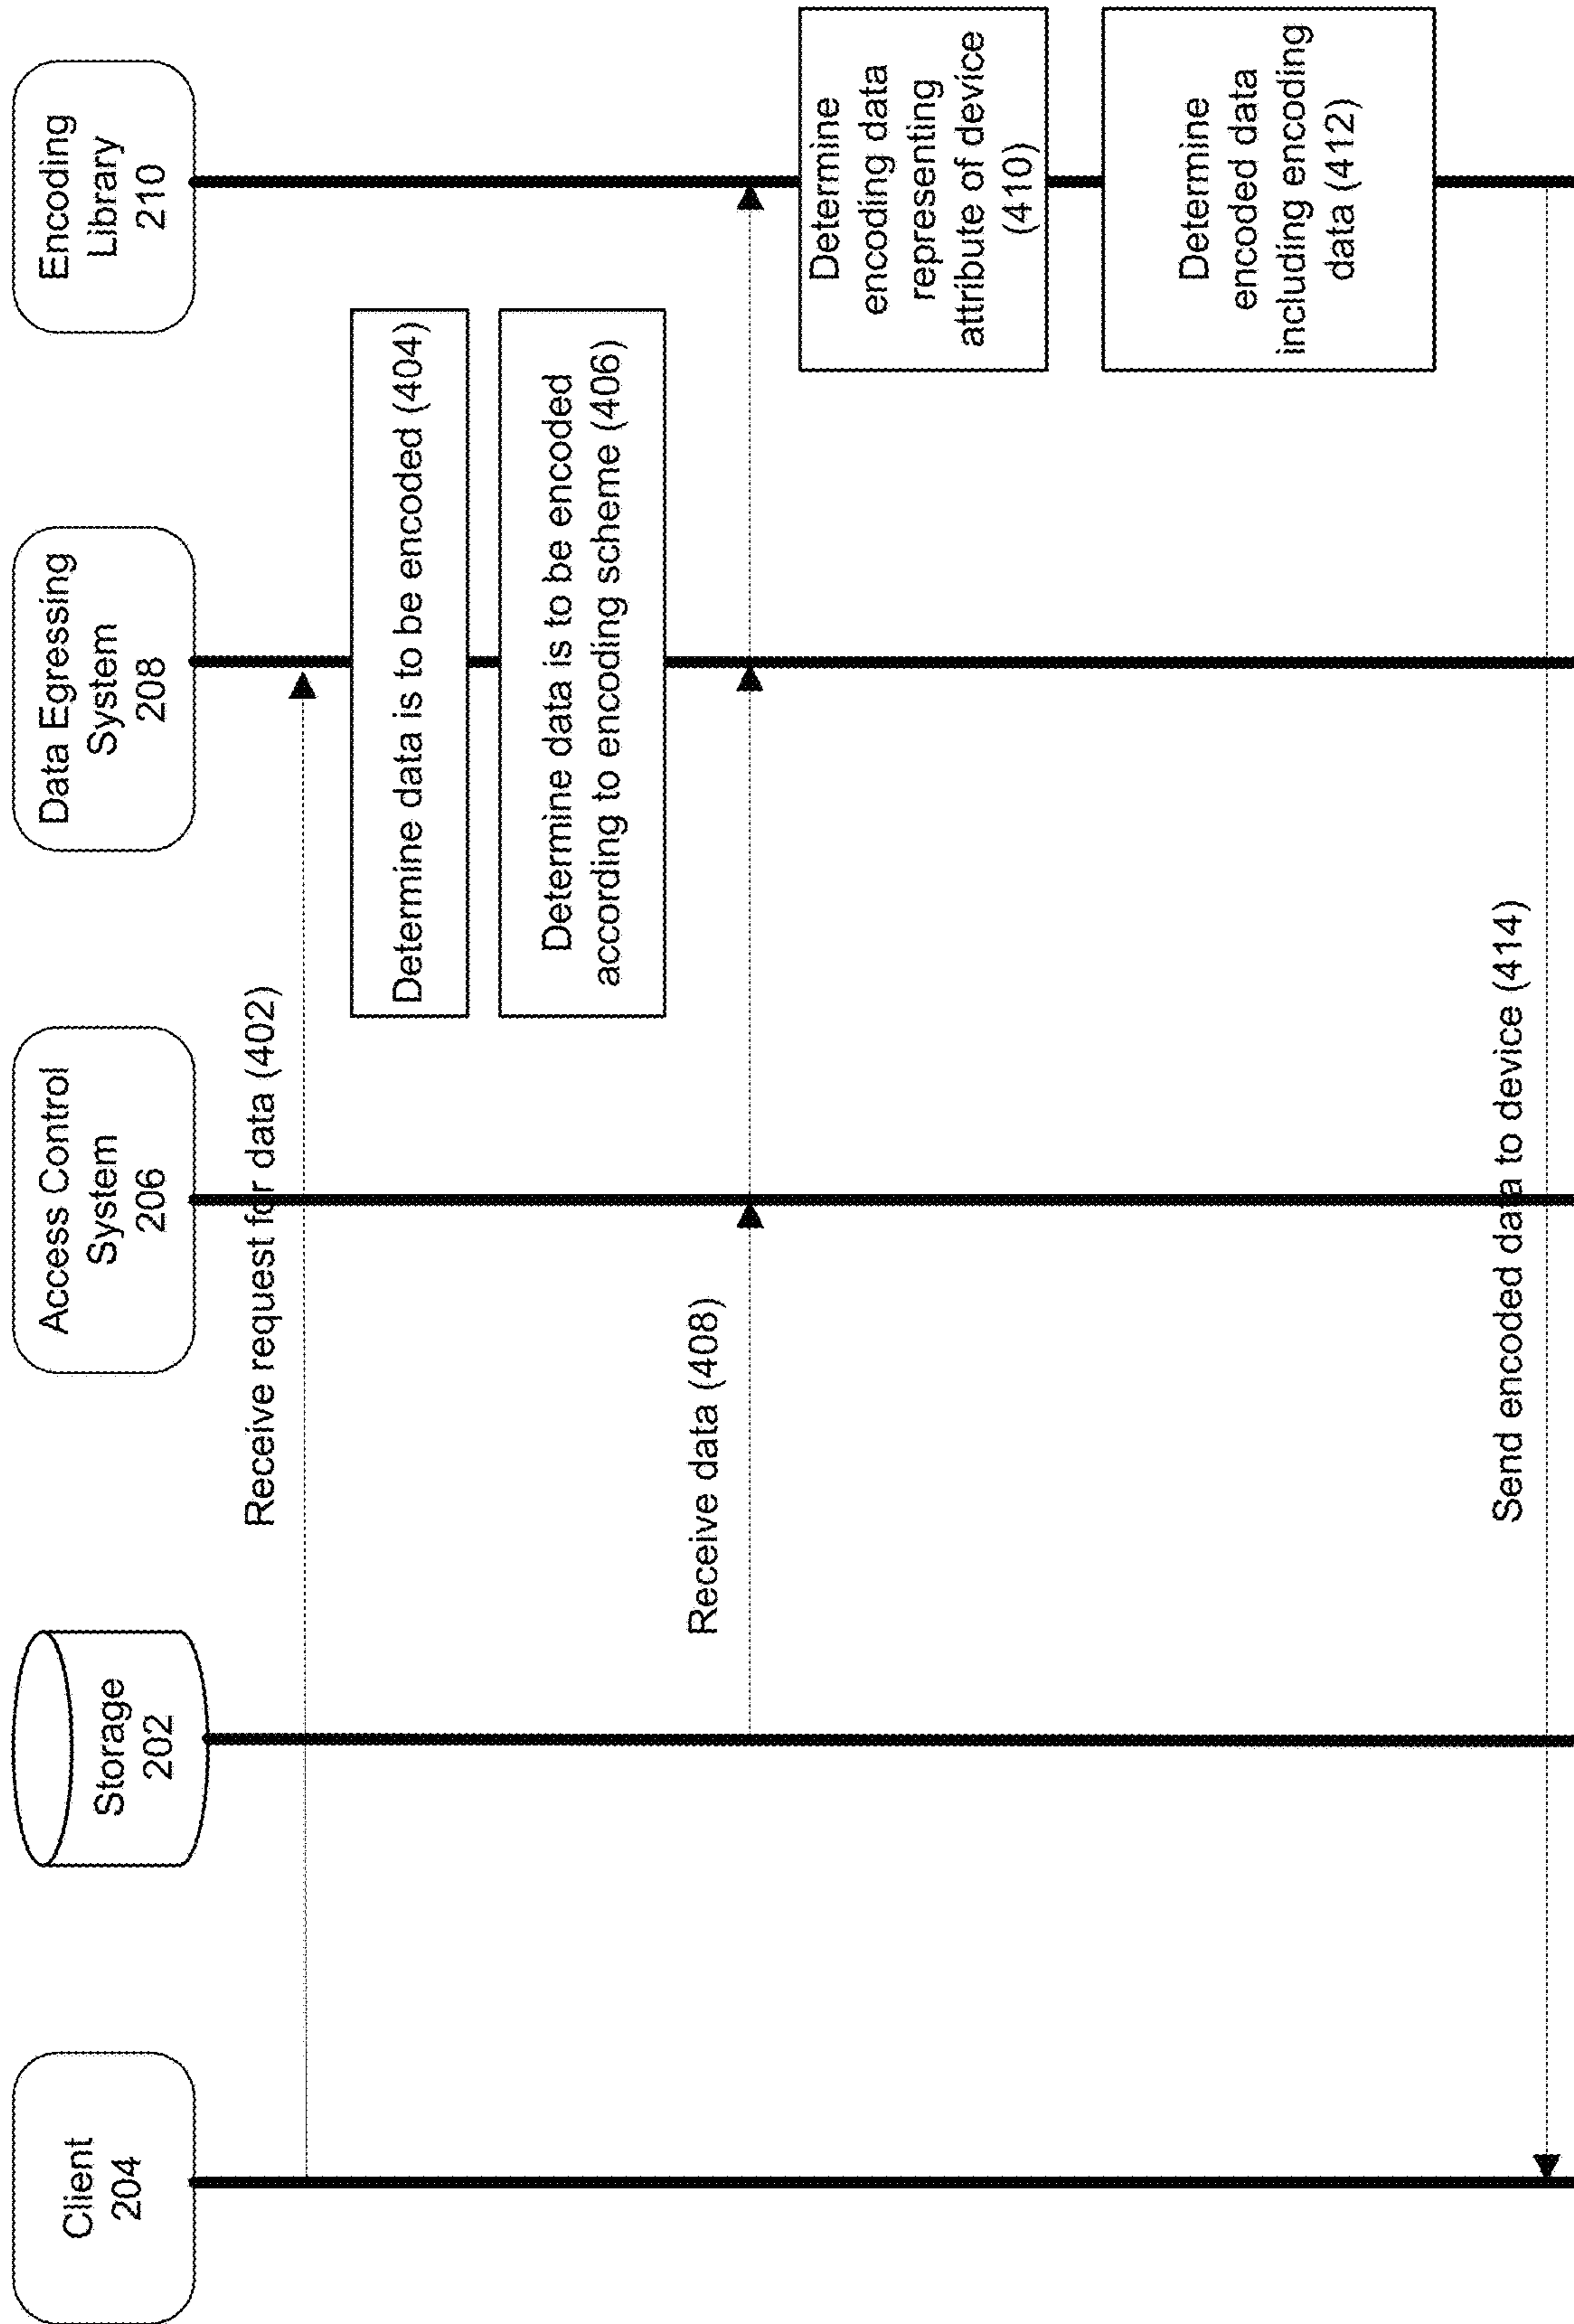 Client
204
Storage
202
Access Control
System
206
Data Egressing
System
208
Encoding
Library
210
Receive request for data (402)
Determine data is to be encoded (404)
Determine data is to be encoded
according to encoding scheme (406)
Receive data (408)
Determine
encoding data
representing
attribute of device
(410)
Determine
encoded data
including encoding
data (412)
Send encoded data to device (414)